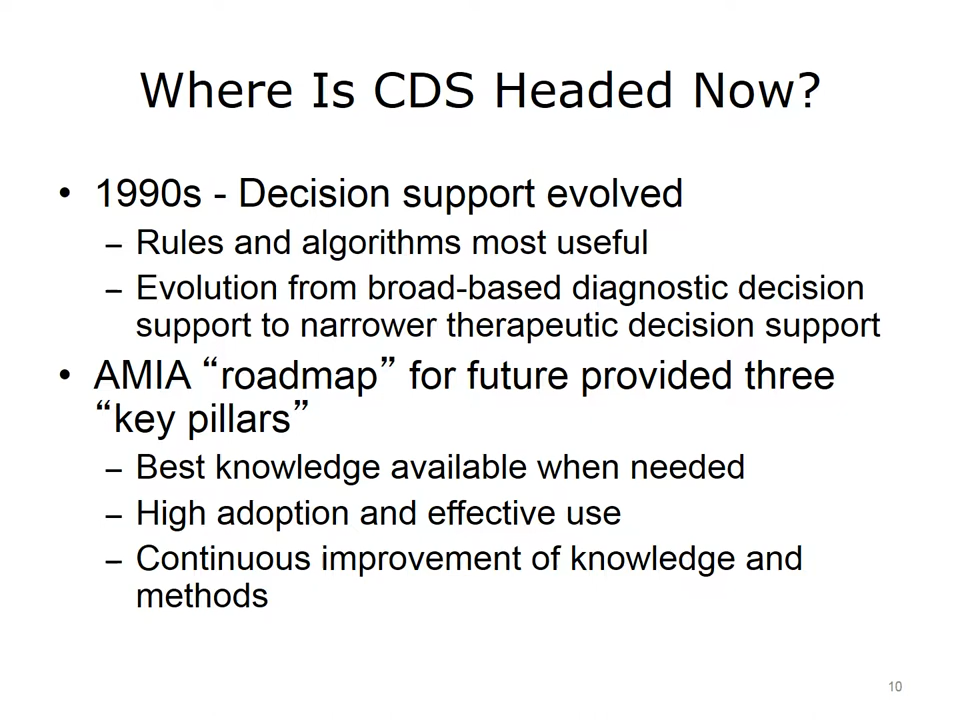 Where Is CDS Headed Now?
• 1990s - Decision support evolved
– Rules and algorithms most useful
– Evolution from broad-based diagnostic decision
support to narrower therapeutic decision support
• AMIA “roadmap” for future provided three
“key pillars”
– Best knowledge available when needed
– High adoption and effective use
– Continuous improvement of knowledge and
methods
10